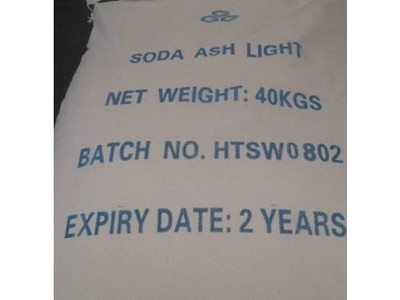 SODA ASH LIGHT
NET WEIGHT: 40KGS
BATCH NO. HTSW0802
EXPIRY DATE: 2 YEARS